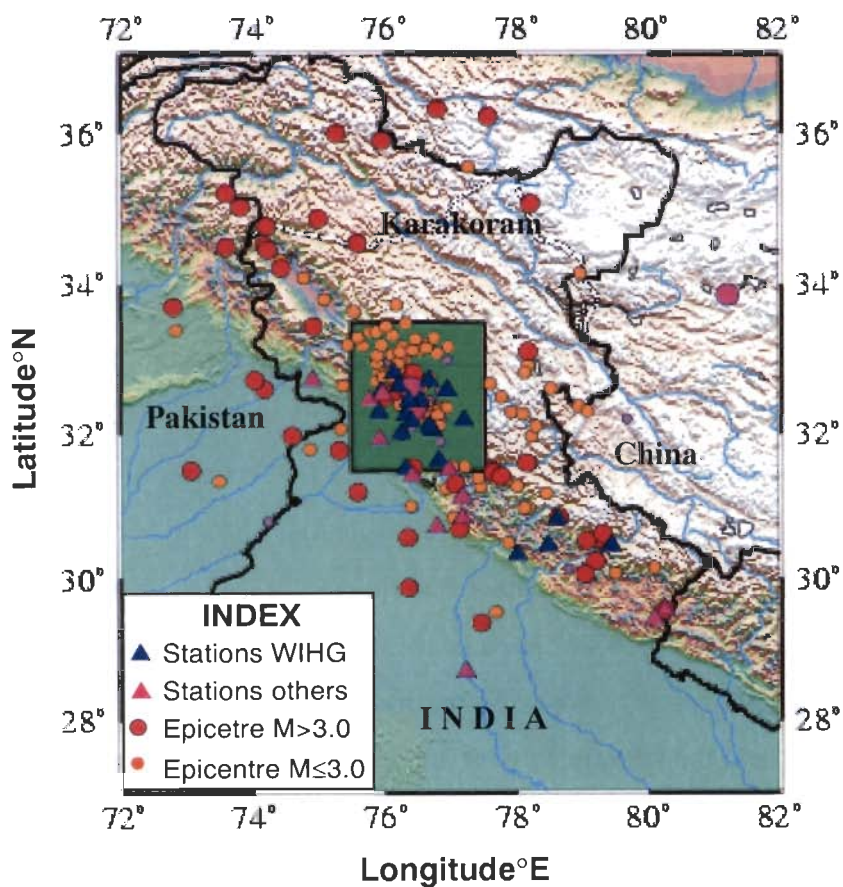 72° 74° 76° 78° 80° 82°
36° 36°
Karakoram
34° 34°
Latitude°N
32° 32°
Pakistan
China
30° 30°
INDEX
Stations WIHG
Stations others
Epicetre M>3.0
Epicentre M≤3.0
INDIA
28° 28°
72° 74° 76° 78° 80° 82°
Longitude°E